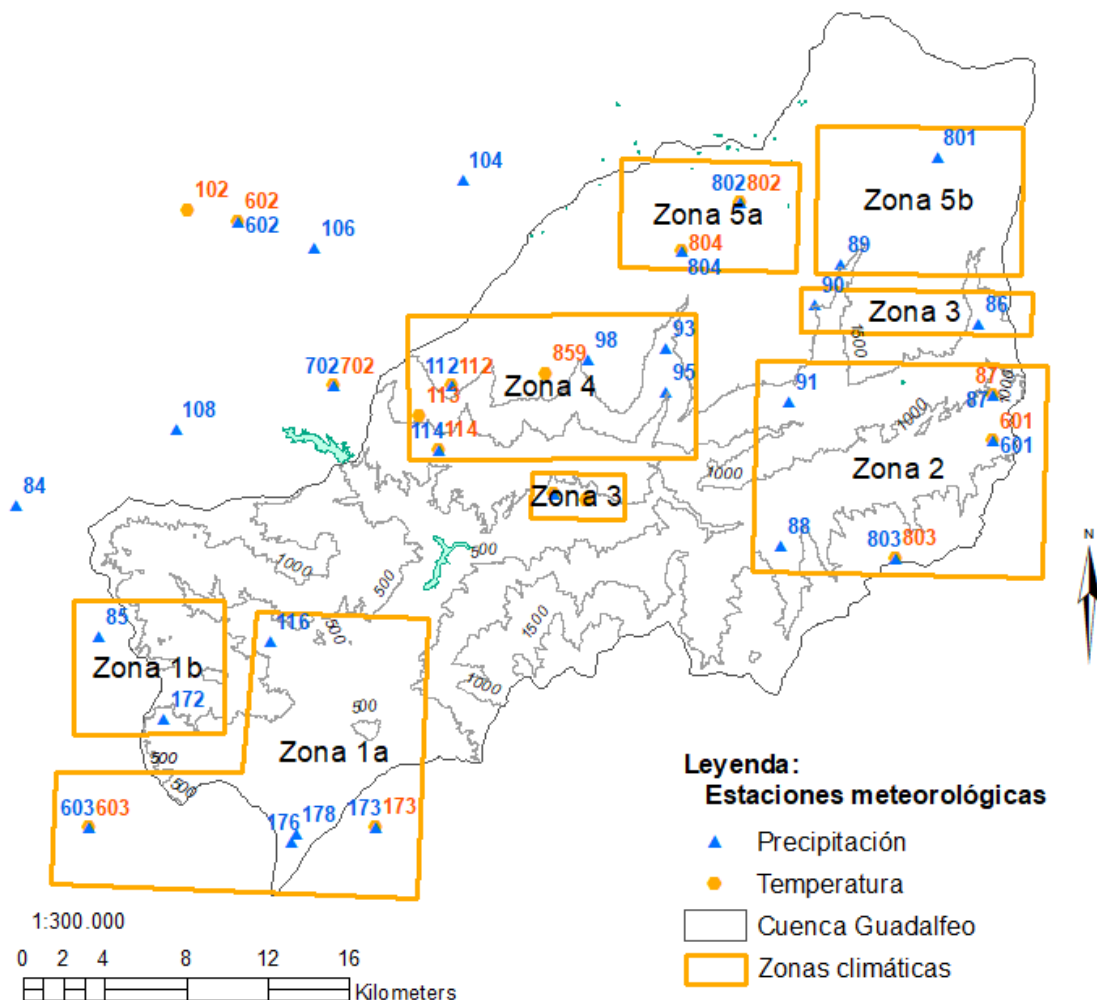 104
801
102
602
602
106
802 802
Zona 5a
Zona 5b
804
804
89
90
Zona 3
86
1500
93
98
859
702 702
112 112
Zona 4
113
95
91
87
87
1000
1000
108
114 114
601
601
1000
84
Zona 3
Zona 2
500
88
803 803
1000
500
85
116
500
1500
Zona 1b
1000
172
500
Zona 1a
500
500
603 603
176 178
173 173
N
Leyenda:
Estaciones meteorológicas
Precipitación
Temperatura
Cuenca Guadalfeo
Zonas climáticas
1:300.000
0 2 4 8 12 16
Kilometers